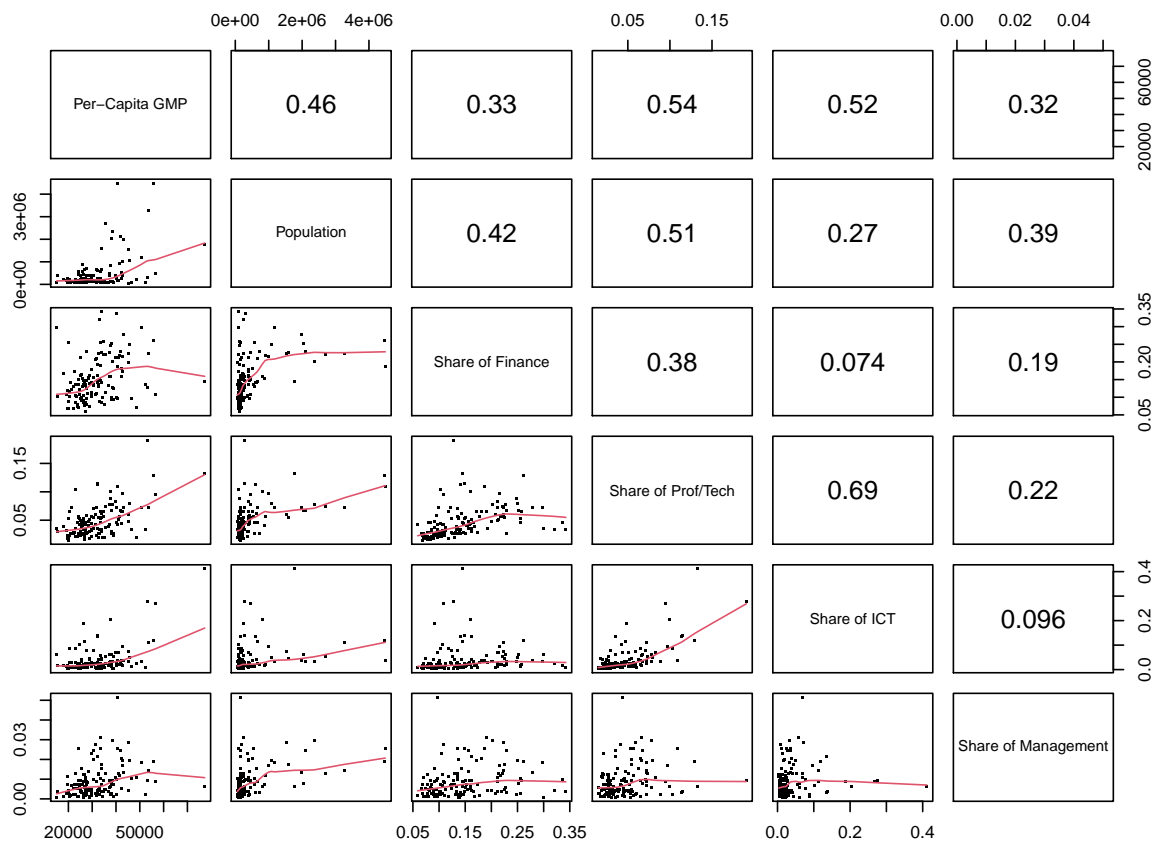 0e+00 2e+06 4e+06 0.05 0.15 0.00 0.02 0.04
Per−Capita GMP 0.46 0.33 0.54 0.52 0.32 20000 60000
0e+00 3e+06 Population 0.42 0.51 0.27 0.39
Share of Finance 0.38 0.074 0.19 0.05 0.20 0.35
0.05 0.15 Share of Prof/Tech 0.69 0.22
Share of ICT 0.096 0.0 0.2 0.4
0.00 0.03 Share of Management
20000 50000 0.05 0.15 0.25 0.35 0.0 0.2 0.4